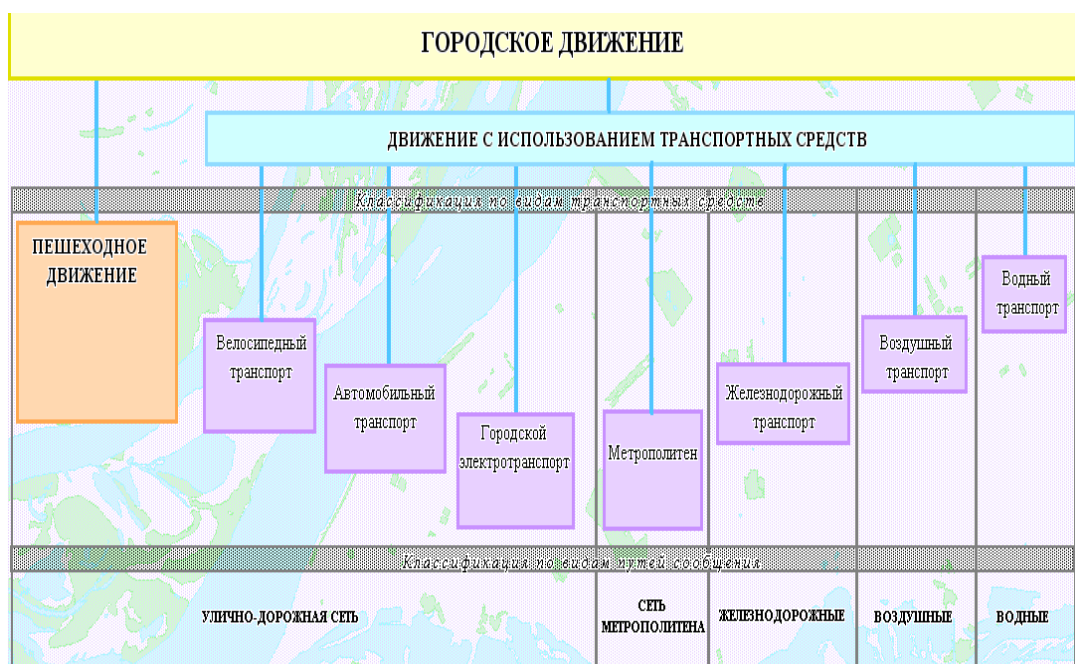 ГОРОДСКОЕ ДВИЖЕНИЕ
ДВИЖЕНИЕ С ИСПОЛЬЗОВАНИЕМ ТРАНСПОРТНЫХ СРЕДСТВ
Классификация по видам транспортных средств
ПЕШЕХОДНОЕ
ДВИЖЕНИЕ
Велосипедный
транспорт
Автомобильный
транспорт
Городской
электротранспорт
Метрополитен
Железнодорожный
транспорт
Воздушный
транспорт
Водный
транспорт
Классификация по видам путей сообщения
УЛИЧНО-ДОРОЖНАЯ СЕТЬ
СЕТЬ
МЕТРОПОЛИТЕНА
ЖЕЛЕЗНОДОРОЖНЫЕ
ВОЗДУШНЫЕ
ВОДНЫЕ